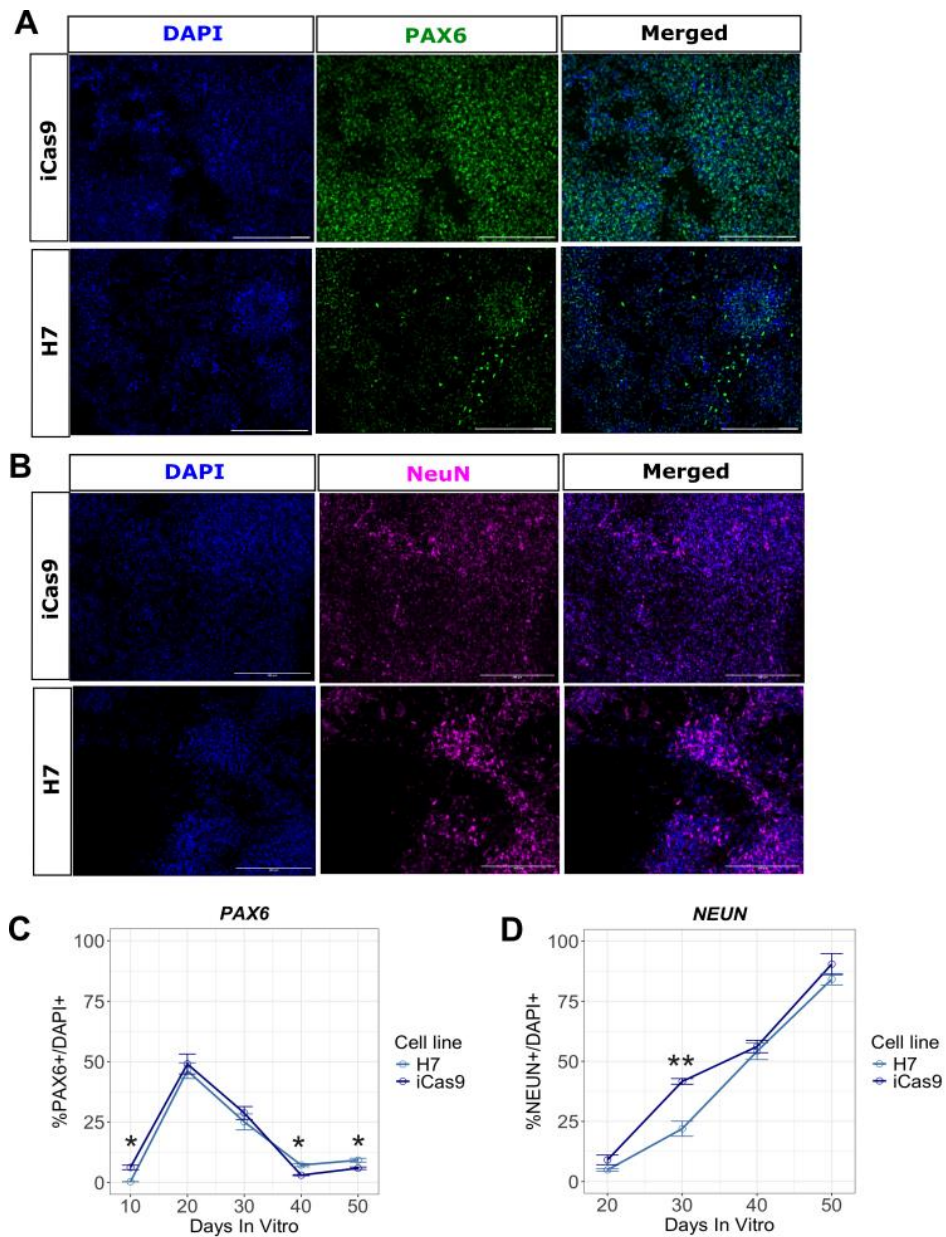 A
DAPI
PAX6
Merged
iCas9
H7
B
DAPI
NeuN
Merged
iCas9
H7
C
PAX6
%PAX6+/DAPI+
100
75
50
25
0
*
*
*
10
20
30
40
50
Days In Vitro
Cell line
H7
iCas9
D
NEUN
%NEUN+/DAPI+
100
75
50
25
0
**
20
30
40
50
Days In Vitro
Cell line
H7
iCas9